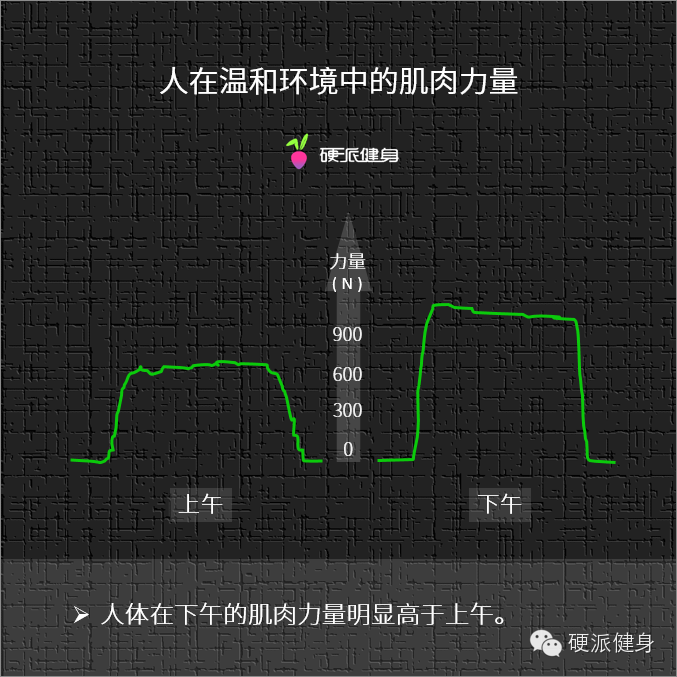 人在温和环境中的肌肉力量
硬派健身
力量
（N）
900
600
300
0
上午
下午
➢ 人体在下午的肌肉力量明显高于上午。
硬派健身